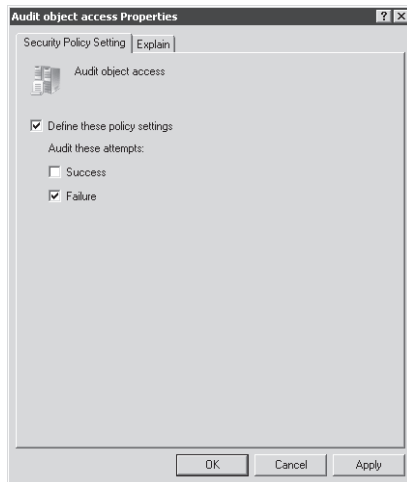 Audit object access Properties
Security Policy Setting Explain
Audit object access
Define these policy settings
Audit these attempts:
Success
Failure
OK Cancel Apply